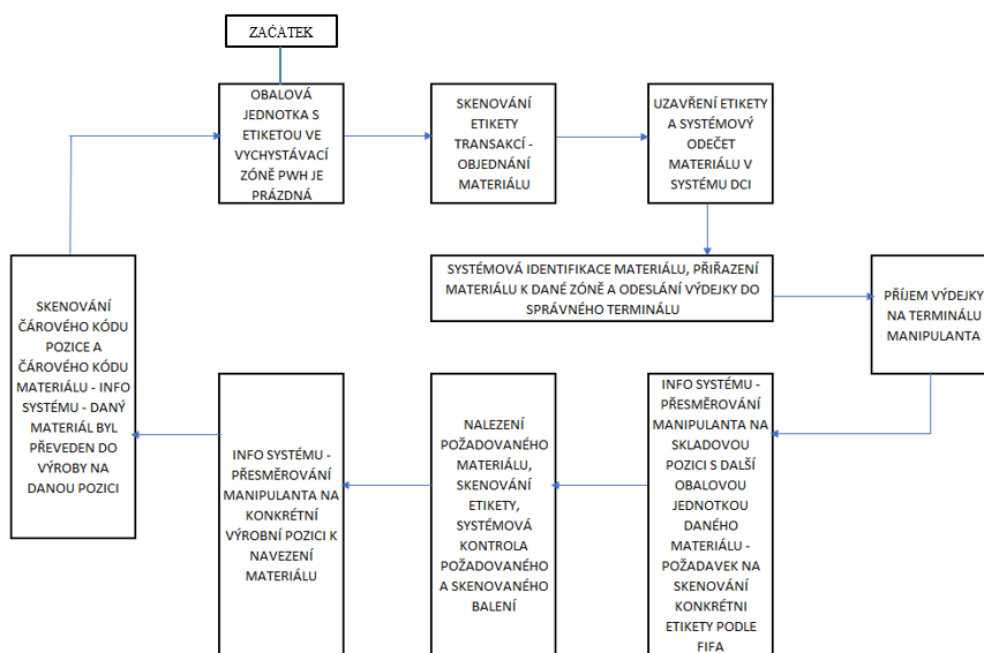 ZAČÁTEK
OBALOVÁ
JEDNOTKA S
ETIKETOU VE
VYCHYSTÁVACÍ
ZÓNĚ PWH JE
PRÁZDNÁ
SKENOVÁNÍ
ETIKETY
TRANSAKCÍ -
OBJEDNÁNÍ
MATERIÁLU
UZAVŘENÍ ETIKETY
A SYSTÉMOVÝ
ODEČET
MATERIÁLU V
SYSTÉMU DCI
SYSTÉMOVÁ IDENTIFIKACE MATERIÁLU, PŘIŘAZENÍ
MATERIÁLU K DANÉ ZÓNĚ A ODESLÁNÍ VÝDEJKY DO
SPRÁVNÉHO TERMINÁLU
PŘÍJEM VÝDEJKY
NA TERMINÁLU
MANIPULANTA
INFO SYSTÉMU -
PŘESMĚROVÁNÍ
MANIPULANTA NA
SKLADOVOU
POZICI S DALŠÍ
OBALOVOU
JEDNOTKOU
DANÉHO
MATERIÁLU -
POŽADAVEK NA
SKENOVÁNÍ
KONKRÉTNI
ETIKETY PODLE
FIFA
NALEZENÍ
POŽADOVANÉHO
MATERIÁLU,
SKENOVÁNÍ
ETIKETY,
SYSTÉMOVÁ
KONTROLA
POŽADOVANÉHO
A SKENOVANÉHO
BALENÍ
INFO SYSTÉMU -
PŘESMĚROVÁNÍ
MANIPULANTA NA
KONKRÉTNÍ
VÝROBNÍ POZICI K
NAVEZENÍ
MATERIÁLU
SKENOVÁNÍ
ČÁROVÉHO KÓDU
POZICE A
ČÁROVÉHO KÓDU
MATERIÁLU - INFO
SYSTÉMU - DANÝ
MATERIÁL BYL
PŘEVEDEN DO
VÝROBY NA
DANOU POZICI